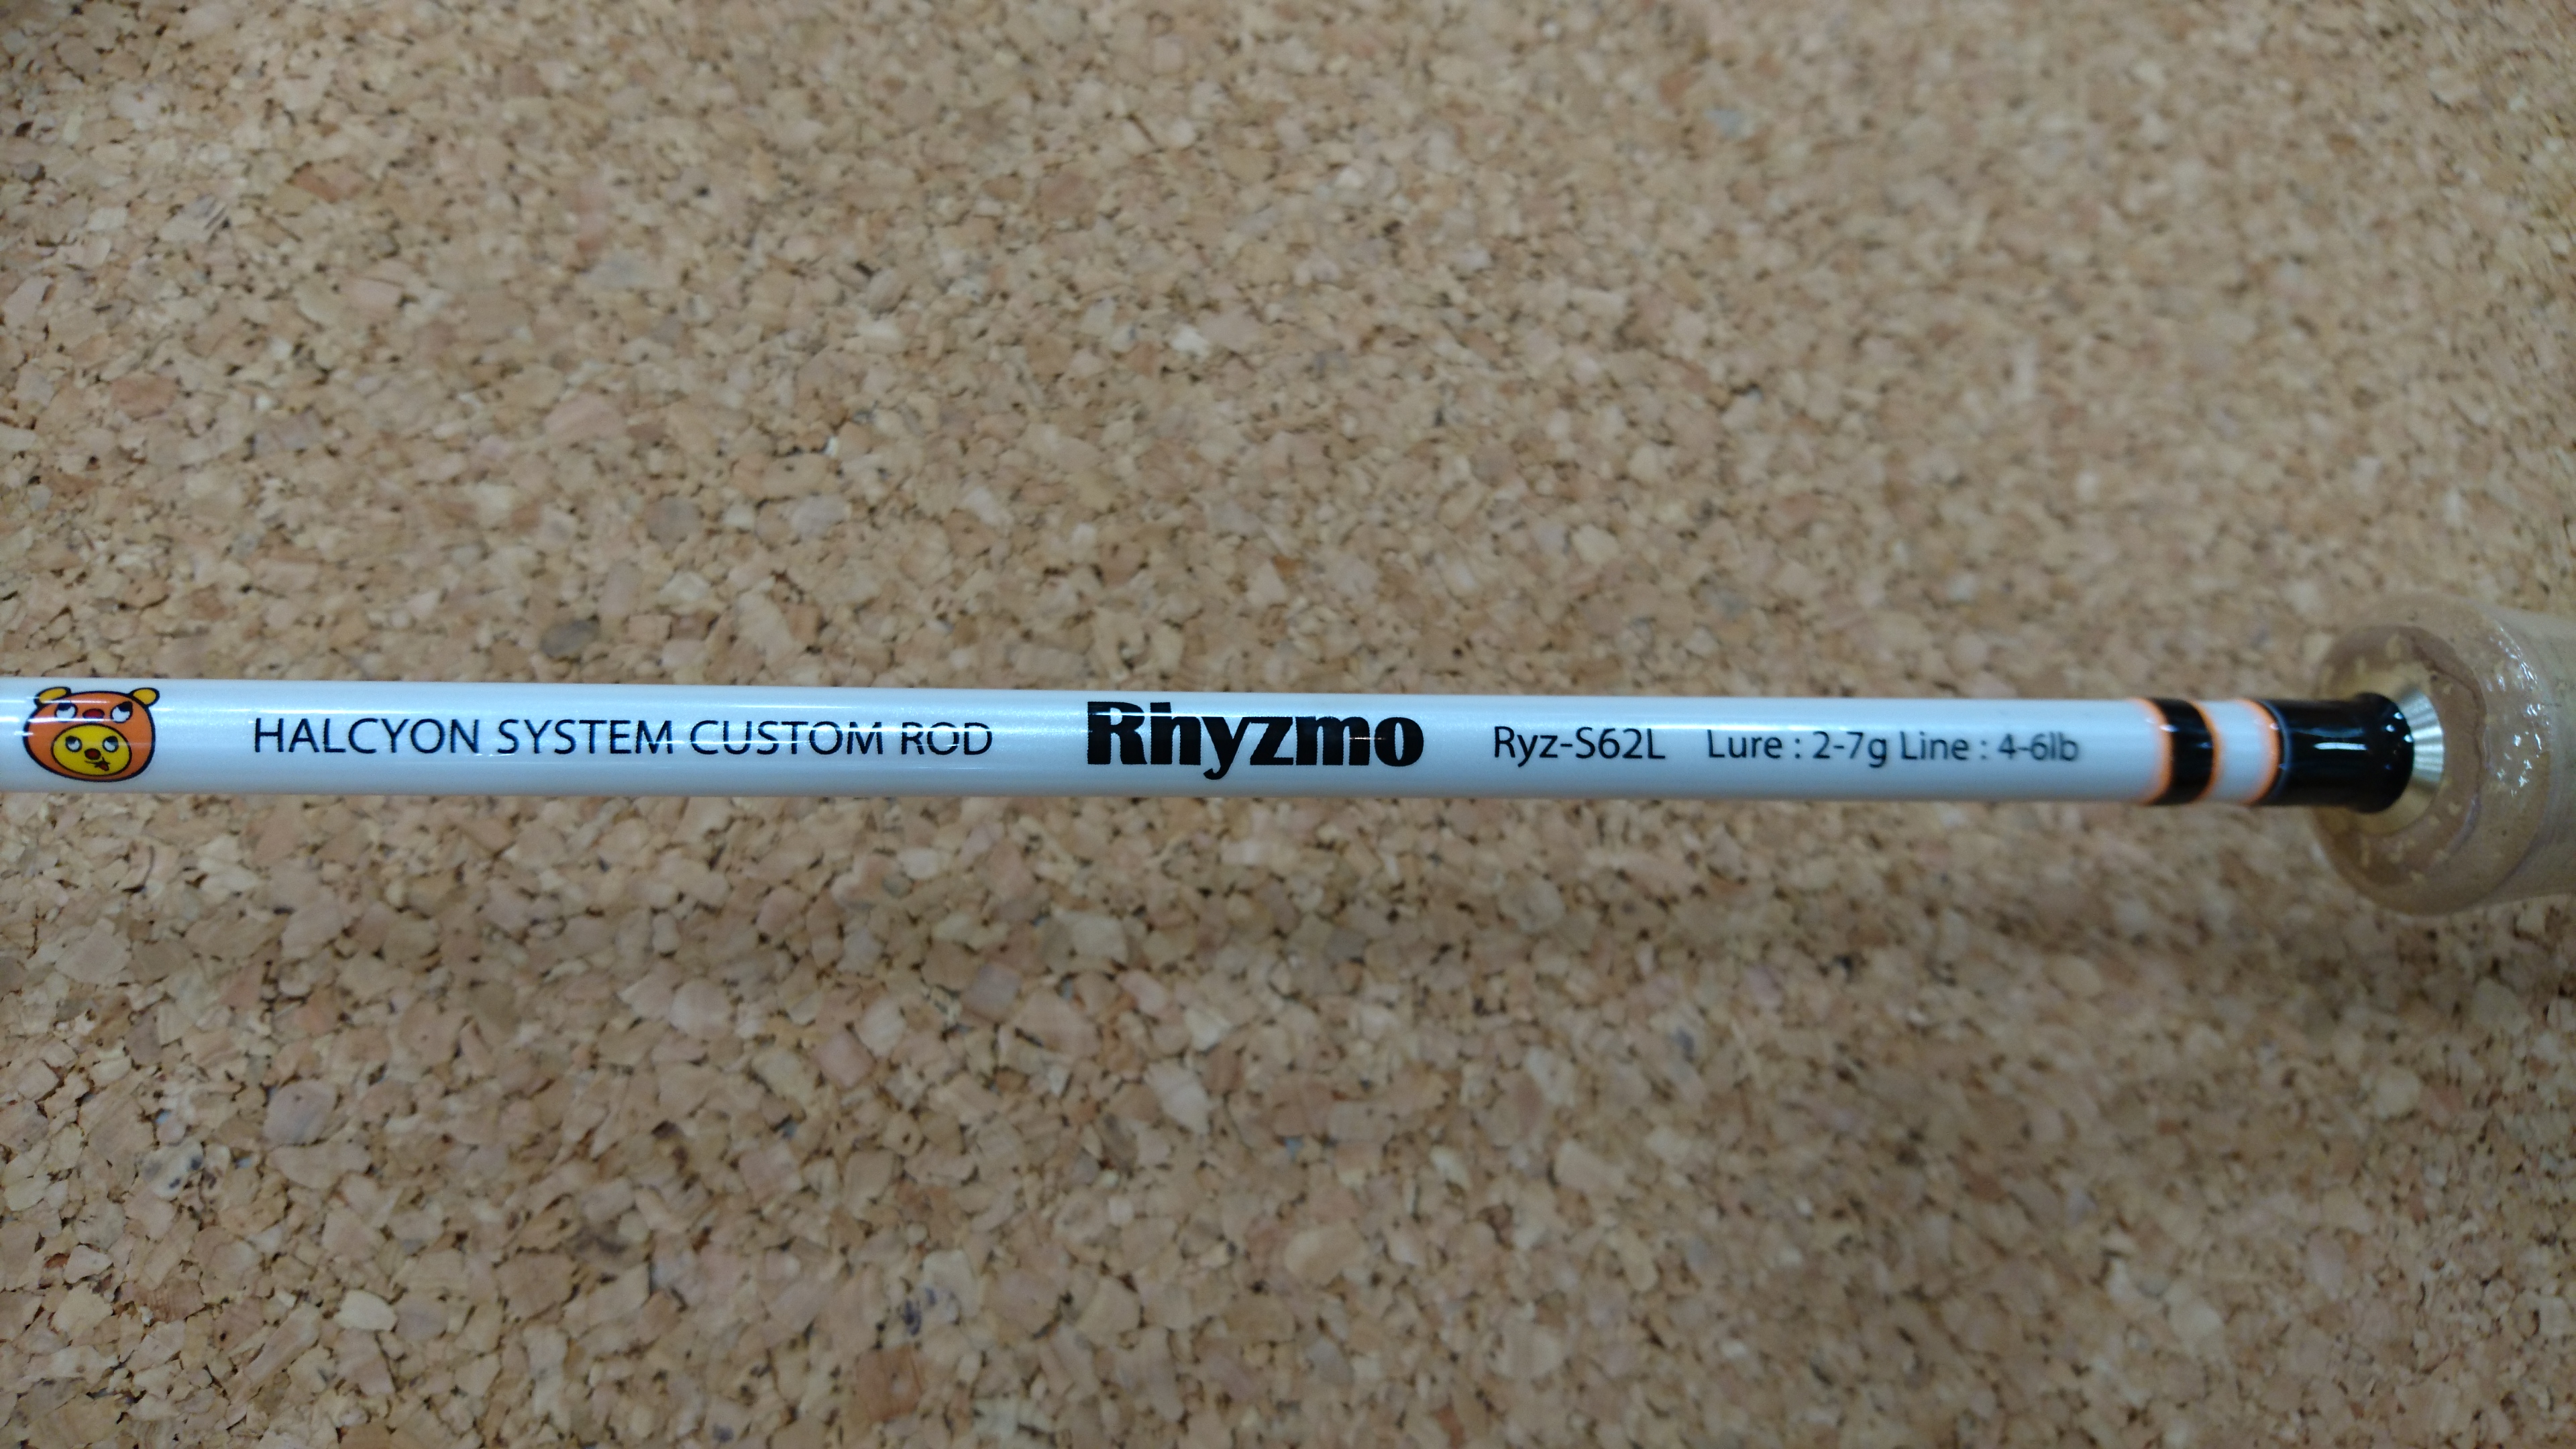 HALCYON SYSTEM CUSTOM ROD Rhyzmo Ryz-S62L Lure : 2-7g Line : 4-6lb